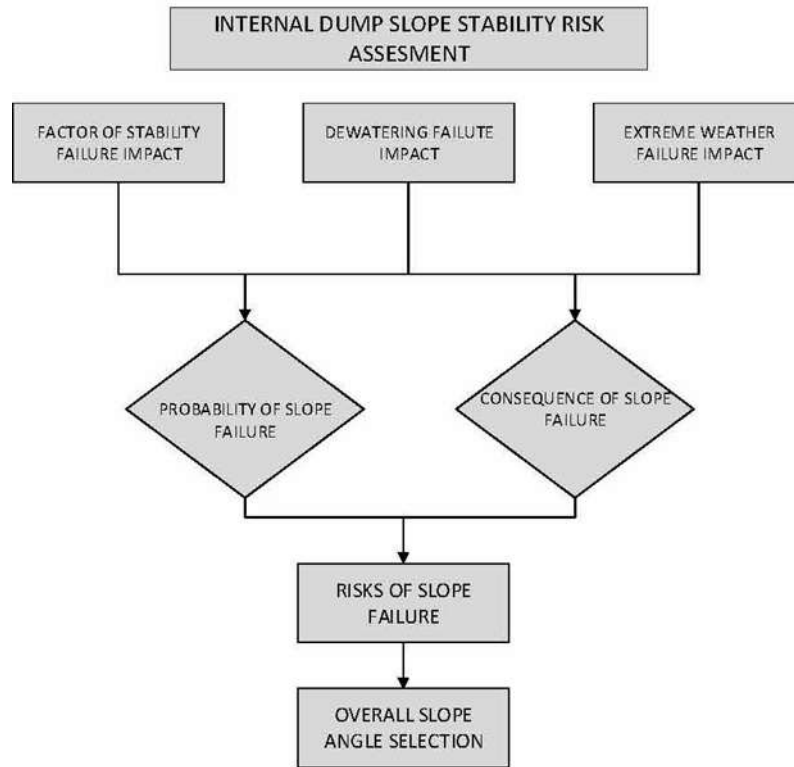 INTERNAL DUMP SLOPE STABILITY RISK
ASSESMENT
FACTOR OF STABILITY
FAILURE IMPACT
DEWATERING FAILUTE
IMPACT
EXTREME WEATHER
FAILURE IMPACT
PROBABILITY OF SLOPE
FAILURE
CONSEQUENCE OF SLOPE
FAILURE
RISKS OF SLOPE
FAILURE
OVERALL SLOPE
ANGLE SELECTION